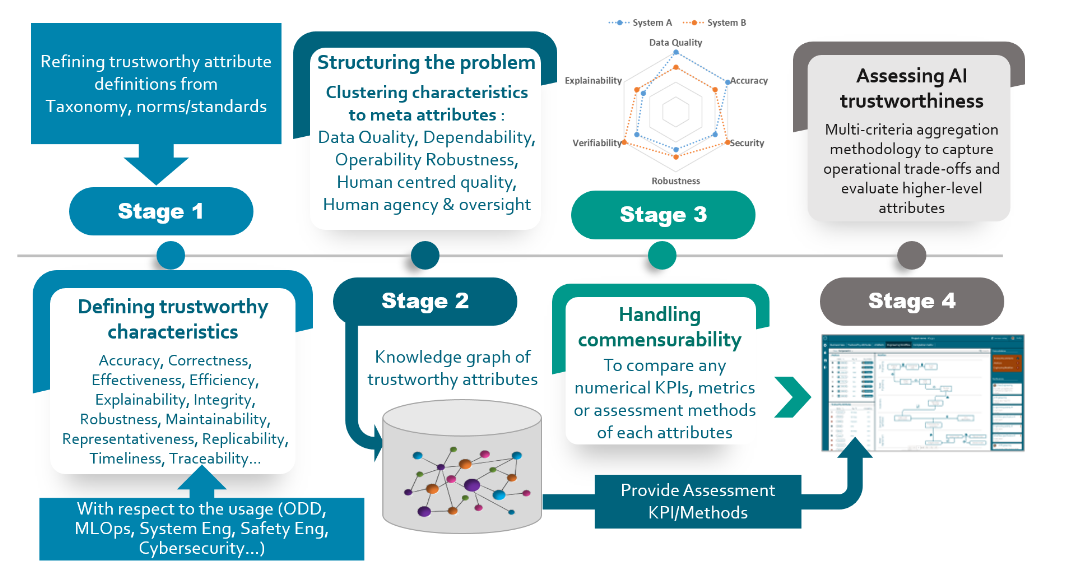 Refining trustworthy attribute
definitions from
Taxonomy, norms/standards
Stage 1
Defining trustworthy
characteristics
Accuracy, Correctness,
Effectiveness, Efficiency,
Explainability, Integrity,
Robustness, Maintainability,
Representativeness, Replicability,
Timeliness, Traceability...
With respect to the usage (ODD,
MLOps, System Eng, Safety Eng,
Cybersecurity...)
Structuring the problem
Clustering characteristics
to meta attributes :
Data Quality, Dependability,
Operability Robustness,
Human centred quality,
Human agency & oversight
Stage 2
Knowledge graph of
trustworthy attributes
System A
System B
Data Quality
Explainability
Accuracy
Verifiability
Security
Robustness
Stage 3
Handling
commensurability
To compare any
numerical KPIs, metrics
or assessment methods
of each attributes
Provide Assessment
KPI/Methods
Assessing AI
trustworthiness
Multi-criteria aggregation
methodology to capture
operational trade-offs and
evaluate higher-level
attributes
Stage 4